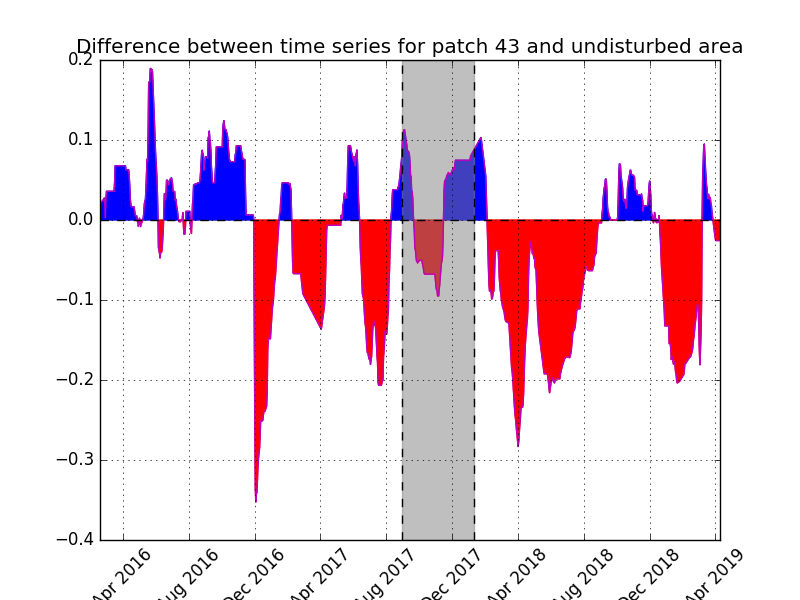 Difference between time series for patch 43 and undisturbed area
0.2
0.1
0.0
−0.1
−0.2
−0.3
−0.4
Apr 2016
Aug 2016
Dec 2016
Apr 2017
Aug 2017
Dec 2017
Apr 2018
Aug 2018
Dec 2018
Apr 2019